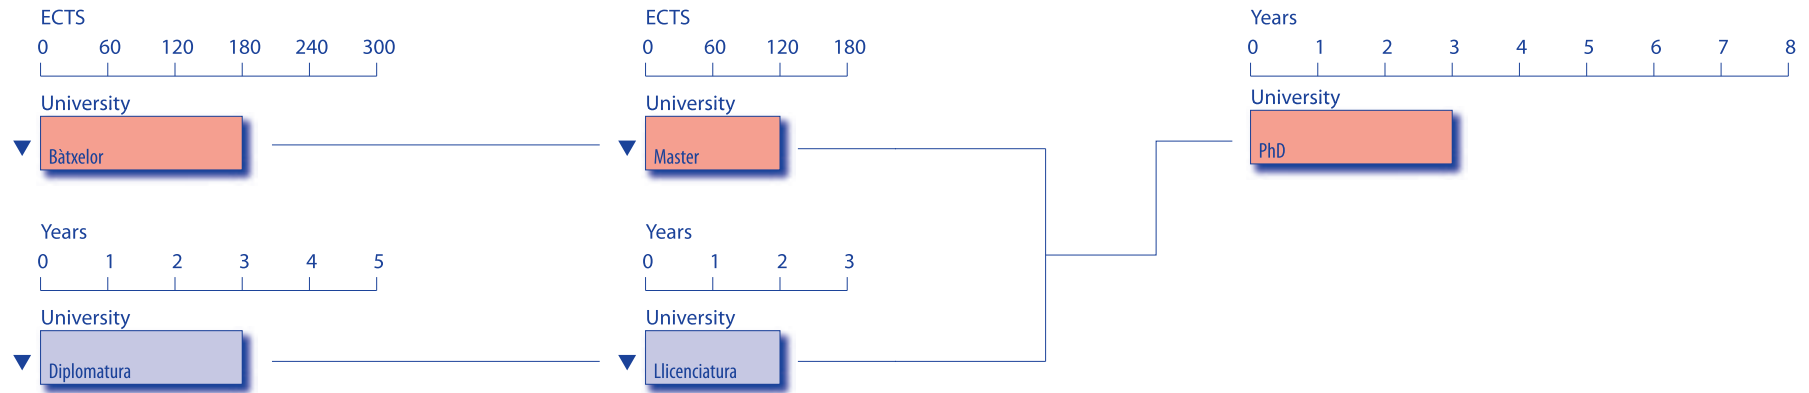 ECTS
0 60 120 180 240 300
University
Bàtxelor
ECTS
0 60 120 180
University
Master
Years
0 1 2 3 4 5 6 7 8
University
PhD
Years
0 1 2 3 4 5
University
Diplomatura
Years
0 1 2 3
University
Llicenciatura